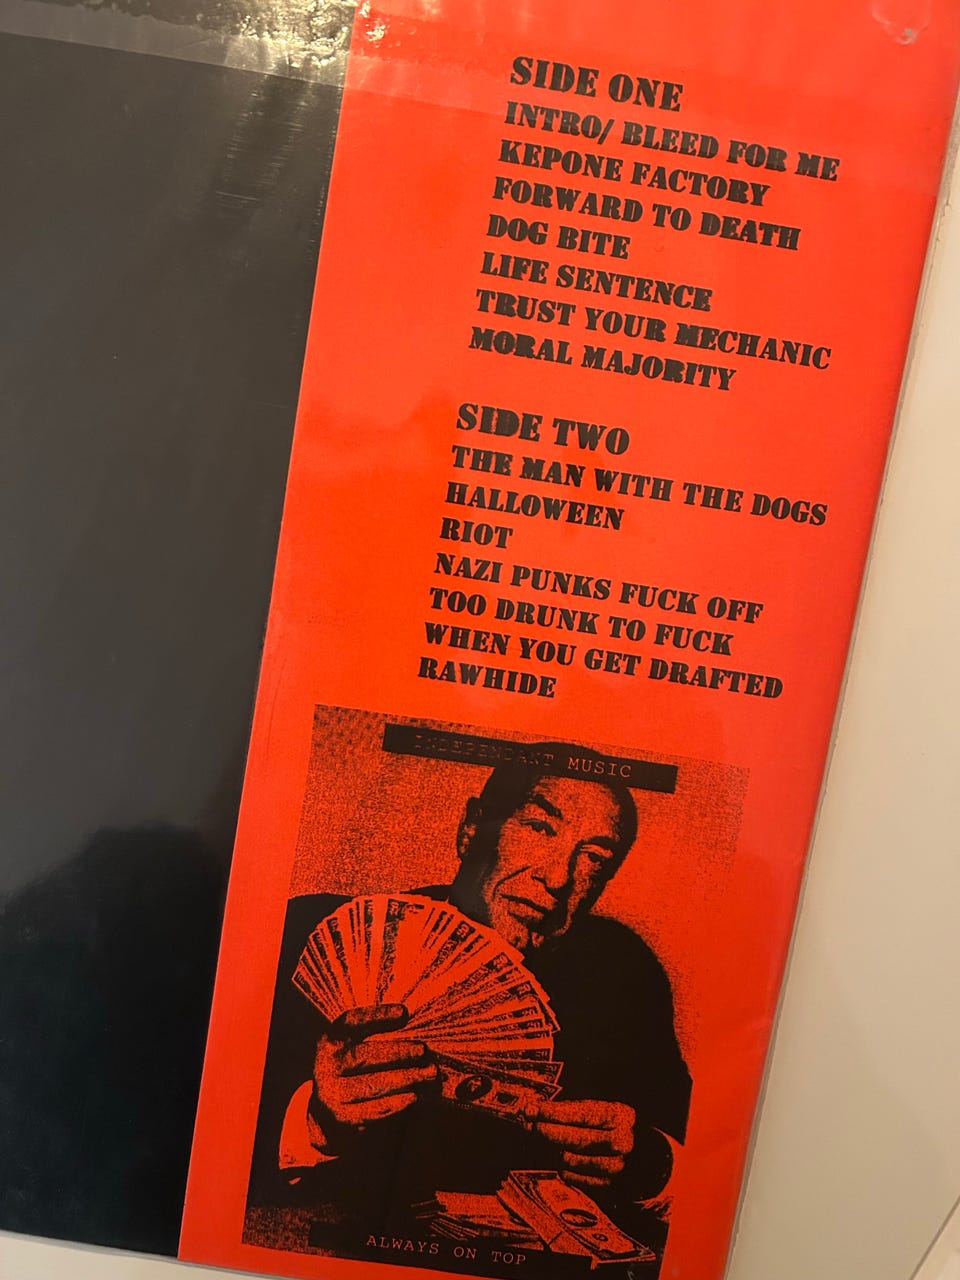 SIDE ONE
INTRO/ BLEED FOR ME
KEPONE FACTORY
FORWARD TO DEATH
DOG BITE
LIFE SENTENCE
TRUST YOUR MECHANIC
MORAL MAJORITY
SIDE TWO
THE MAN WITH THE DOGS
HALLOWEEN
RIOT
NAZI PUNKS FUCK OFF
TOO DRUNK TO FUCK
WHEN YOU GET DRAFTED
RAWHIDE
INDEPENDANT MUSIC
ALWAYS ON TOP